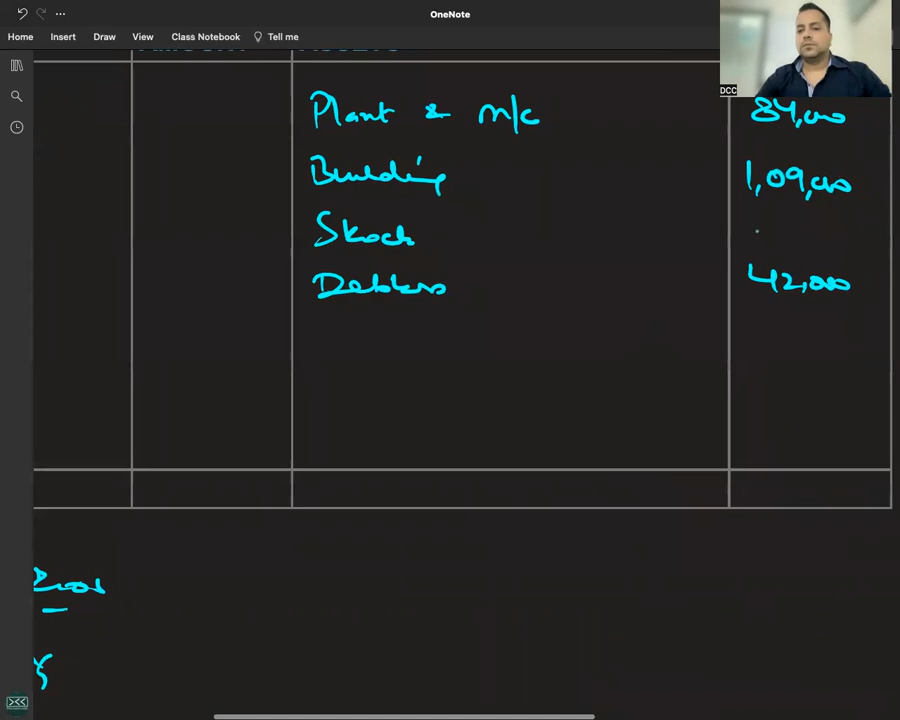 OneNote
Home Insert Draw View Class Notebook Tell me
DCC
Plant & m/c 84,000
Building 1,09,000
Stock
Debtors 42,000